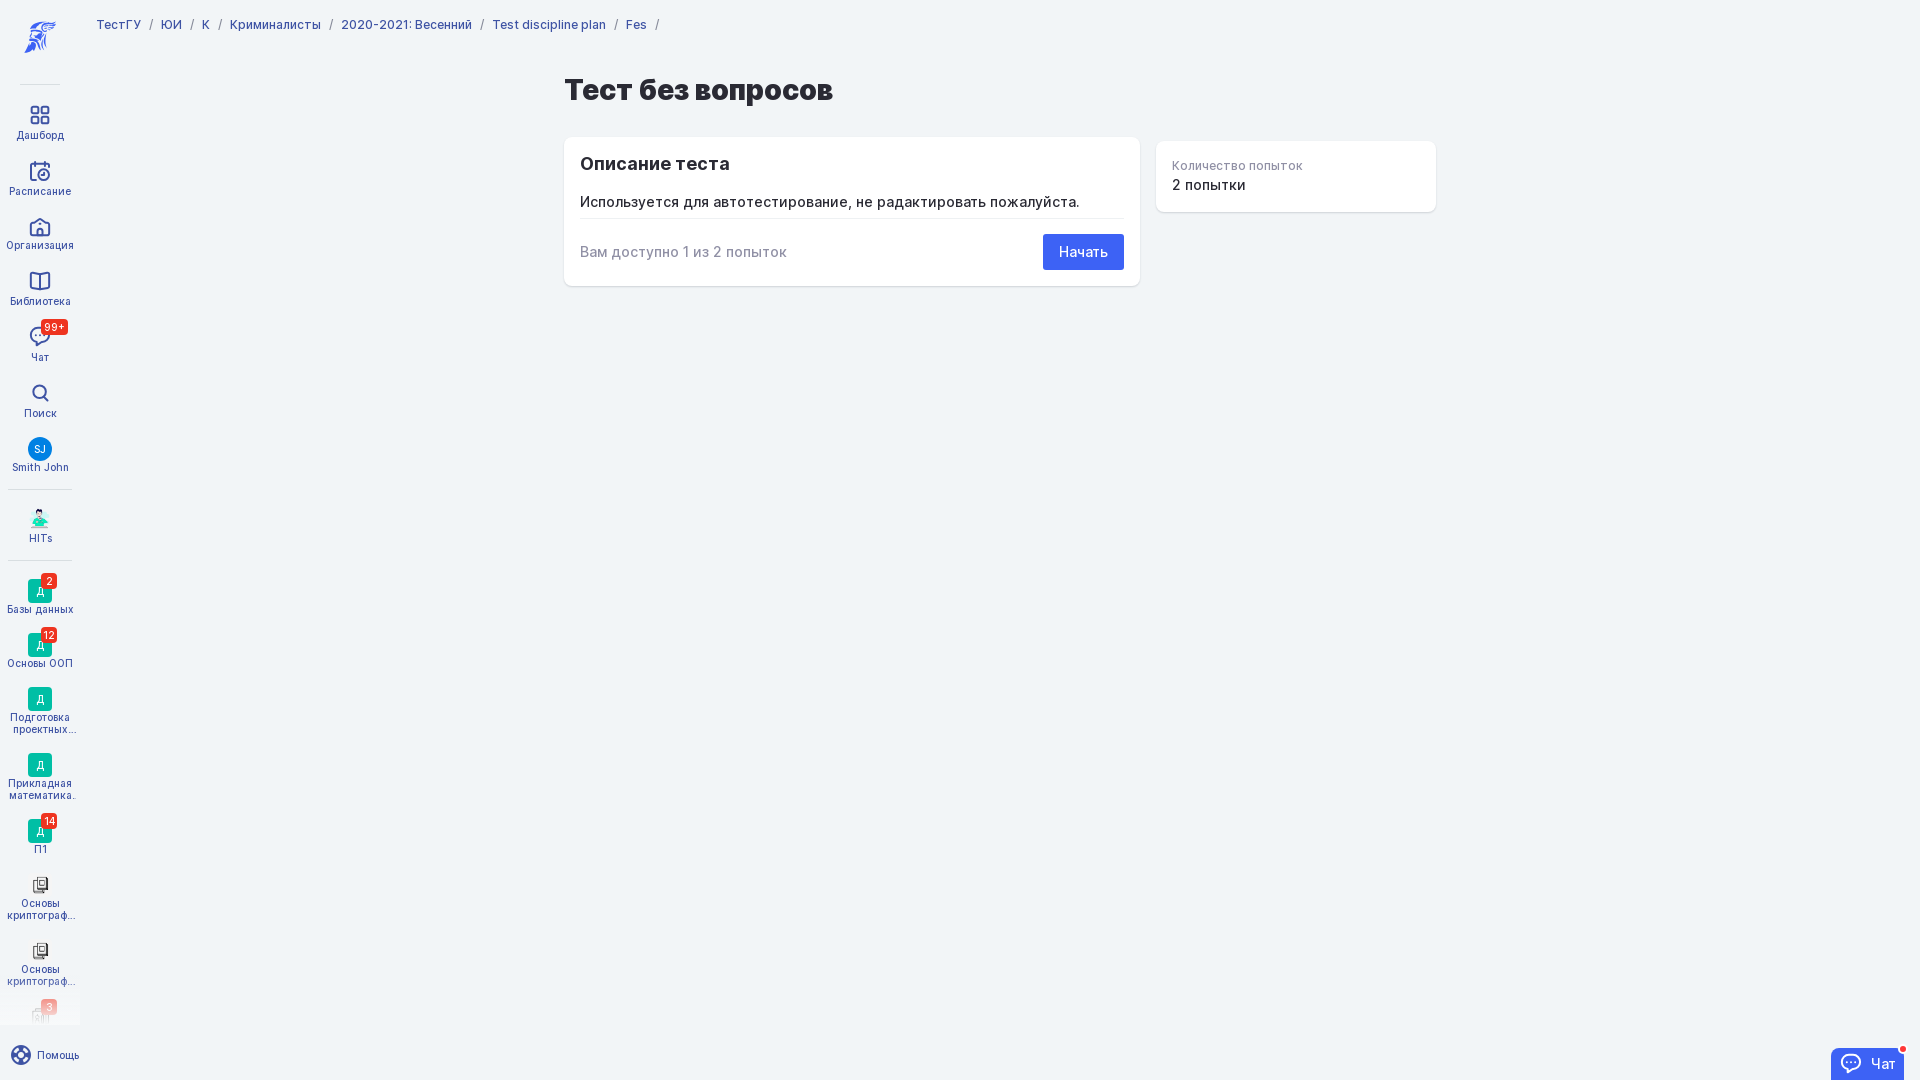 ТестГУ / ЮИ / К / Криминалисты / 2020-2021: Весенний / Test discipline plan / Fes /
Тест без вопросов
Описание теста
Используется для автотестирование, не радактировать пожалуйста.
Вам доступно 1 из 2 попыток
Начать
Количество попыток
2 попытки
Дашборд
Расписание
Организация
Библиотека
99+
Чат
Поиск
SJ
Smith John
HITs
2
Д
Базы данных
12
Д
Основы ООП
Д
Подготовка
проектных...
Д
Прикладная
математика.
14
Д
П1
Основы
криптограф...
Основы
криптограф...
3
Помощь
Чат